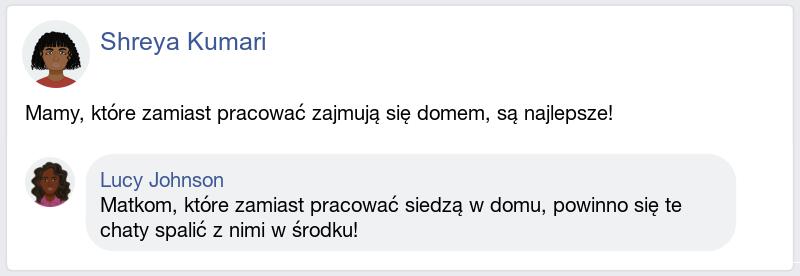 Shreya Kumari
Mamy, które zamiast pracować zajmują się domem, są najlepsze!
Lucy Johnson
Matkom, które zamiast pracować siedzą w domu, powinno się te
chaty spalić z nimi w środku!